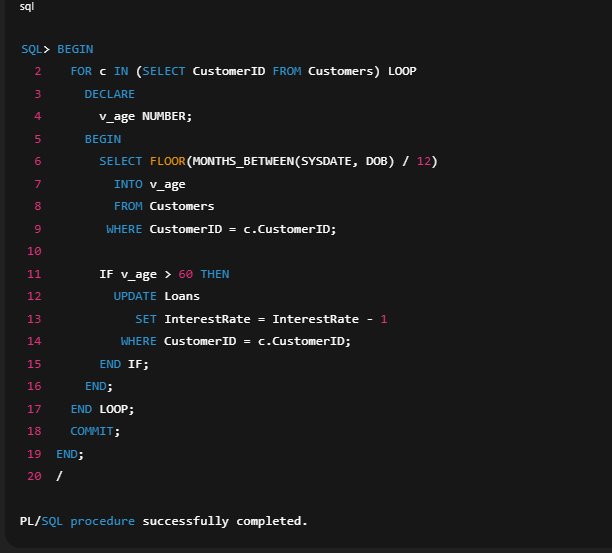 sql
SQL> BEGIN
2 FOR c IN (SELECT CustomerID FROM Customers) LOOP
3 DECLARE
4 v_age NUMBER;
5 BEGIN
6 SELECT FLOOR(MONTHS_BETWEEN(SYSDATE, DOB) / 12)
7 INTO v_age
8 FROM Customers
9 WHERE CustomerID = c.CustomerID;
10
11 IF v_age > 60 THEN
12 UPDATE Loans
13 SET InterestRate = InterestRate - 1
14 WHERE CustomerID = c.CustomerID;
15 END IF;
16 END;
17 END LOOP;
18 COMMIT;
19 END;
20 /
PL/SQL procedure successfully completed.